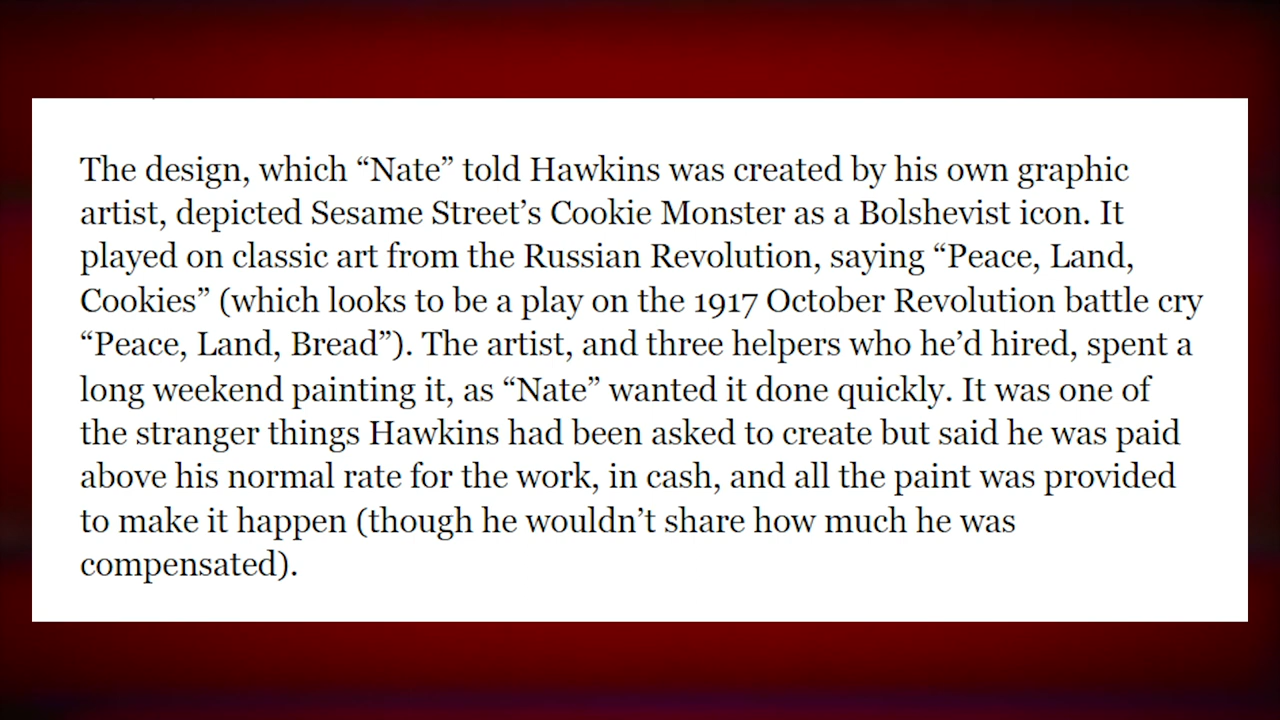 The design, which “Nate” told Hawkins was created by his own graphic
artist, depicted Sesame Street’s Cookie Monster as a Bolshevist icon. It
played on classic art from the Russian Revolution, saying “Peace, Land,
Cookies” (which looks to be a play on the 1917 October Revolution battle cry
“Peace, Land, Bread”). The artist, and three helpers who he’d hired, spent a
long weekend painting it, as “Nate” wanted it done quickly. It was one of
the stranger things Hawkins had been asked to create but said he was paid
above his normal rate for the work, in cash, and all the paint was provided
to make it happen (though he wouldn’t share how much he was
compensated).